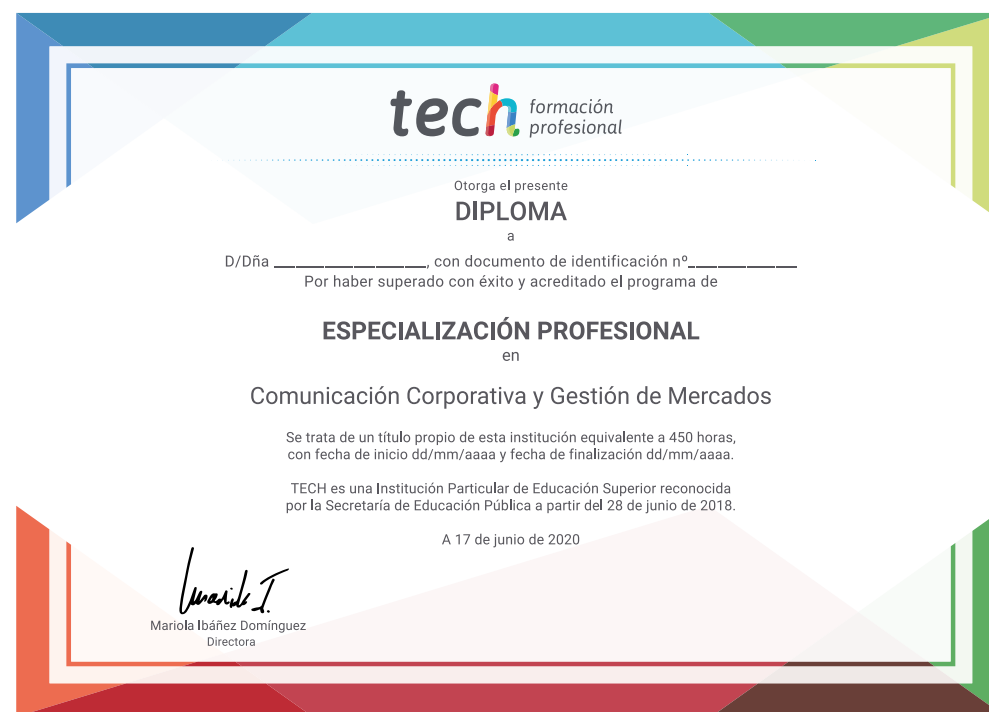 tech formación
profesional
Otorga el presente
DIPLOMA
a
D/Dña ______________, con documento de identificación nº__________
Por haber superado con éxito y acreditado el programa de
ESPECIALIZACIÓN PROFESIONAL
en
Comunicación Corporativa y Gestión de Mercados
Se trata de un título propio de esta institución equivalente a 450 horas,
con fecha de inicio dd/mm/aaaa y fecha de finalización dd/mm/aaaa.
TECH es una Institución Particular de Educación Superior reconocida
por la Secretaría de Educación Pública a partir del 28 de junio de 2018.
A 17 de junio de 2020
Mariola Ibáñez Domínguez
Directora